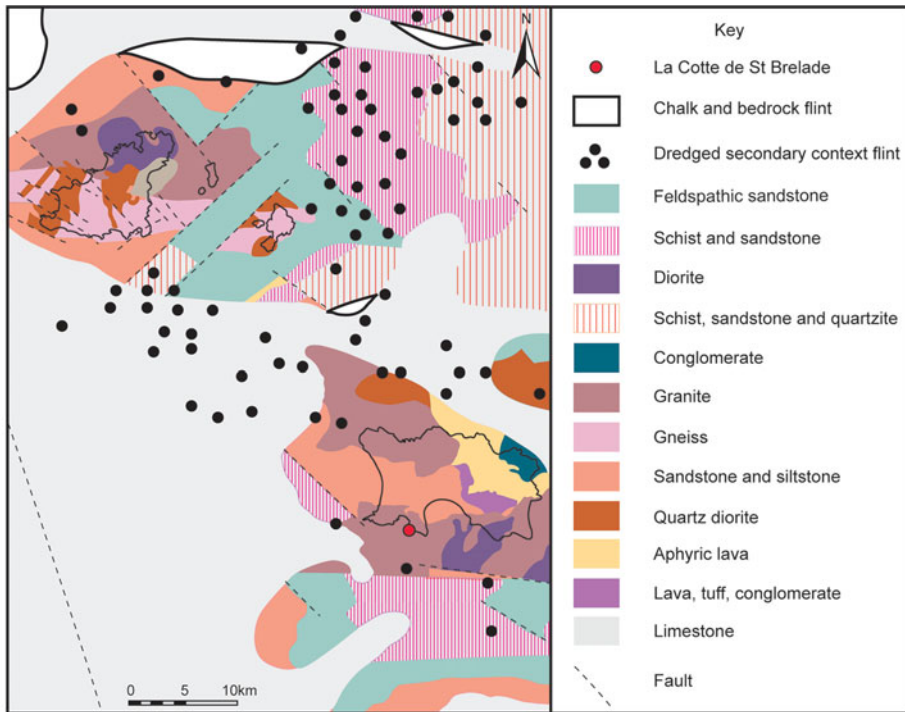 N
0 5 10km
Key
La Cotte de St Brelade
Chalk and bedrock flint
Dredged secondary context flint
Feldspathic sandstone
Schist and sandstone
Diorite
Schist, sandstone and quartzite
Conglomerate
Granite
Gneiss
Sandstone and siltstone
Quartz diorite
Aphyric lava
Lava, tuff, conglomerate
Limestone
Fault